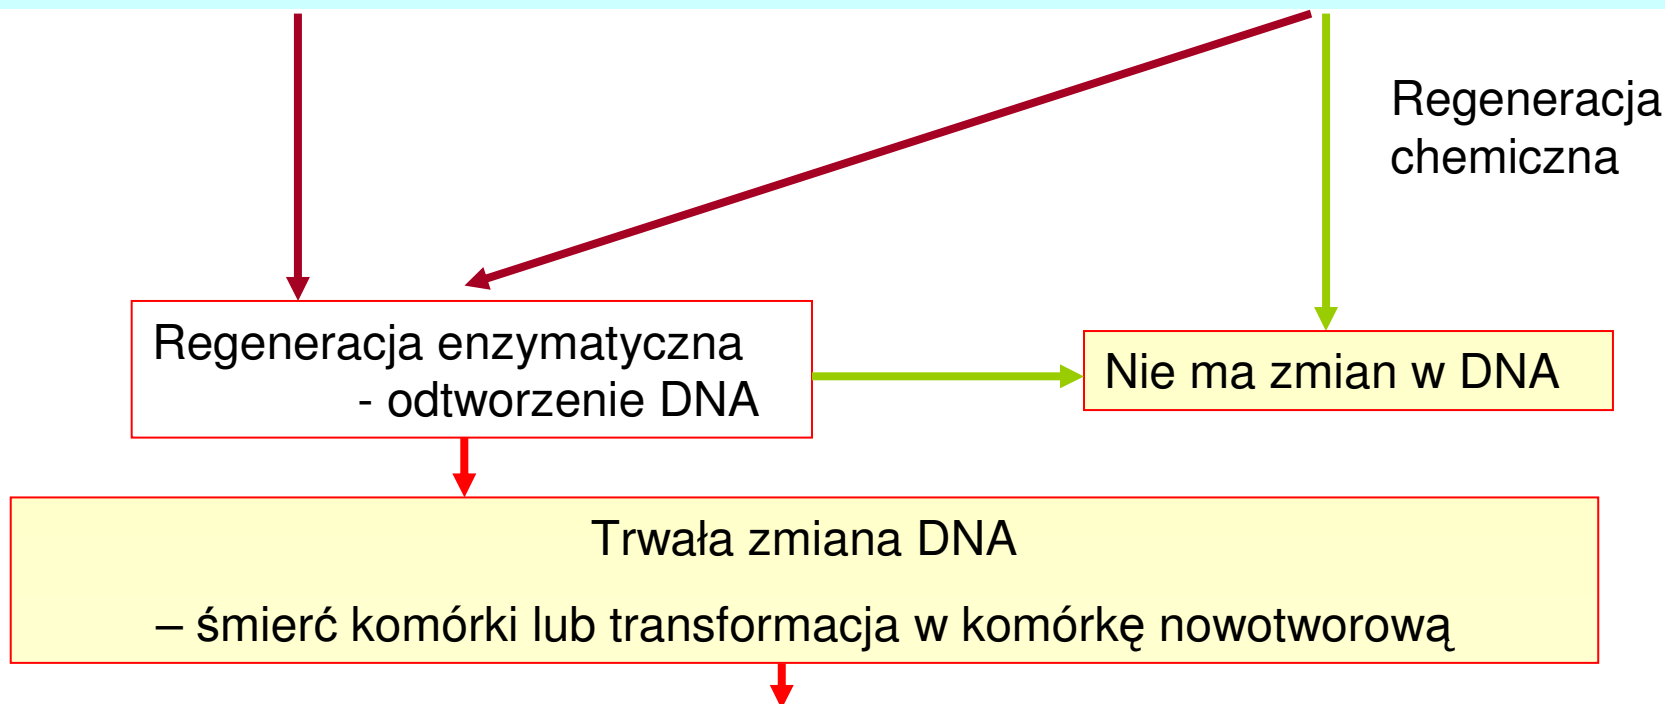 Regeneracja
chemiczna
Regeneracja enzymatyczna
- odtworzenie DNA
Nie ma zmian w DNA
Trwała zmiana DNA
– śmierć komórki lub transformacja w komórkę nowotworową